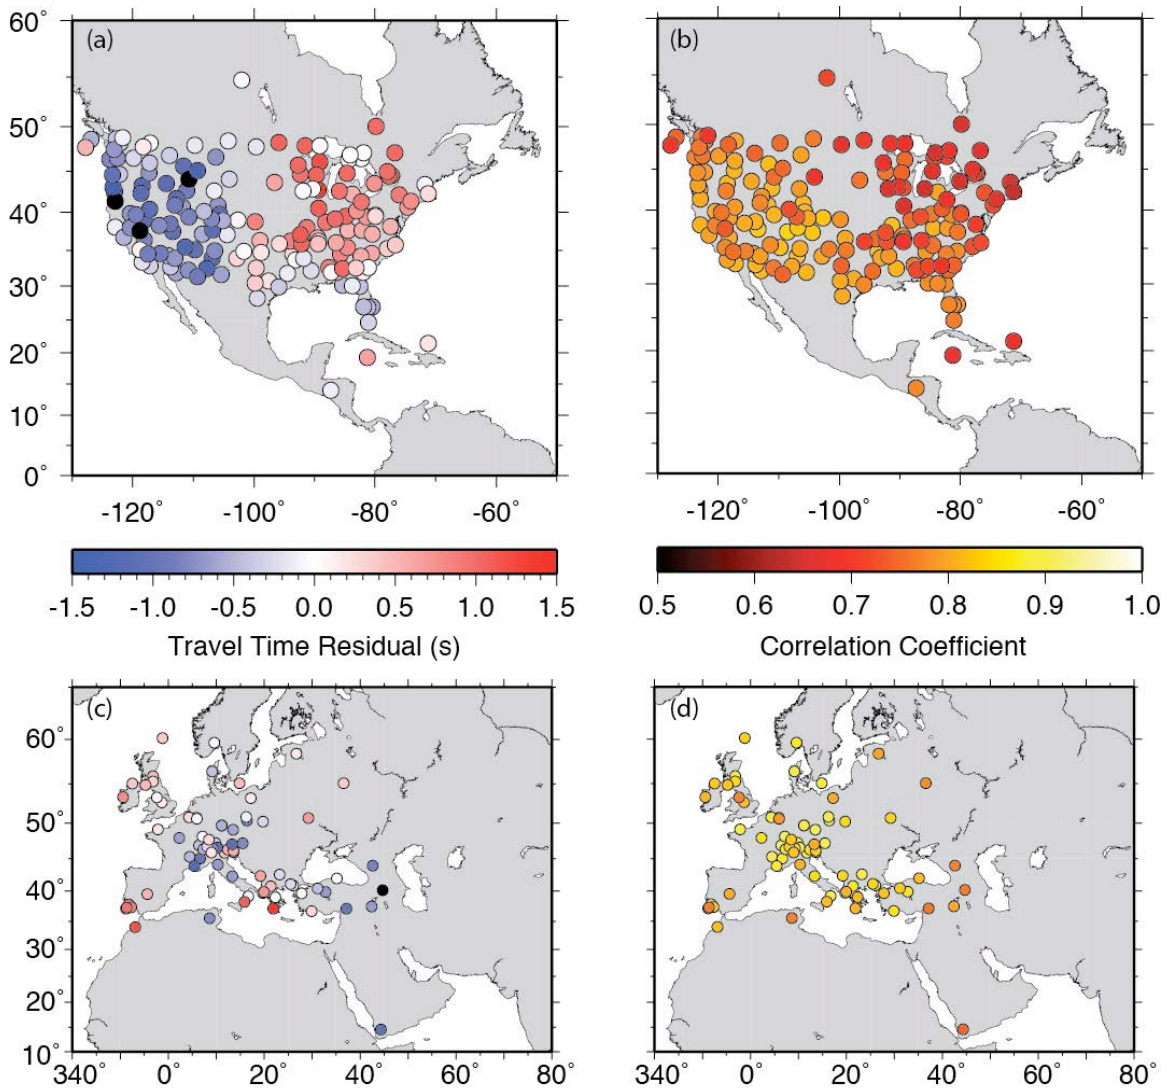 60˚
(a)
(b)
50˚
40˚
30˚
20˚
10˚
0˚
-120˚ -100˚ -80˚ -60˚
-120˚ -100˚ -80˚ -60˚
-1.5 -1.0 -0.5 0.0 0.5 1.0 1.5
Travel Time Residual (s)
0.5 0.6 0.7 0.8 0.9 1.0
Correlation Coefficient
(c)
(d)
60˚
50˚
40˚
30˚
20˚
10˚
340˚ 0˚ 20˚ 40˚ 60˚ 80˚
340˚ 0˚ 20˚ 40˚ 60˚ 80˚